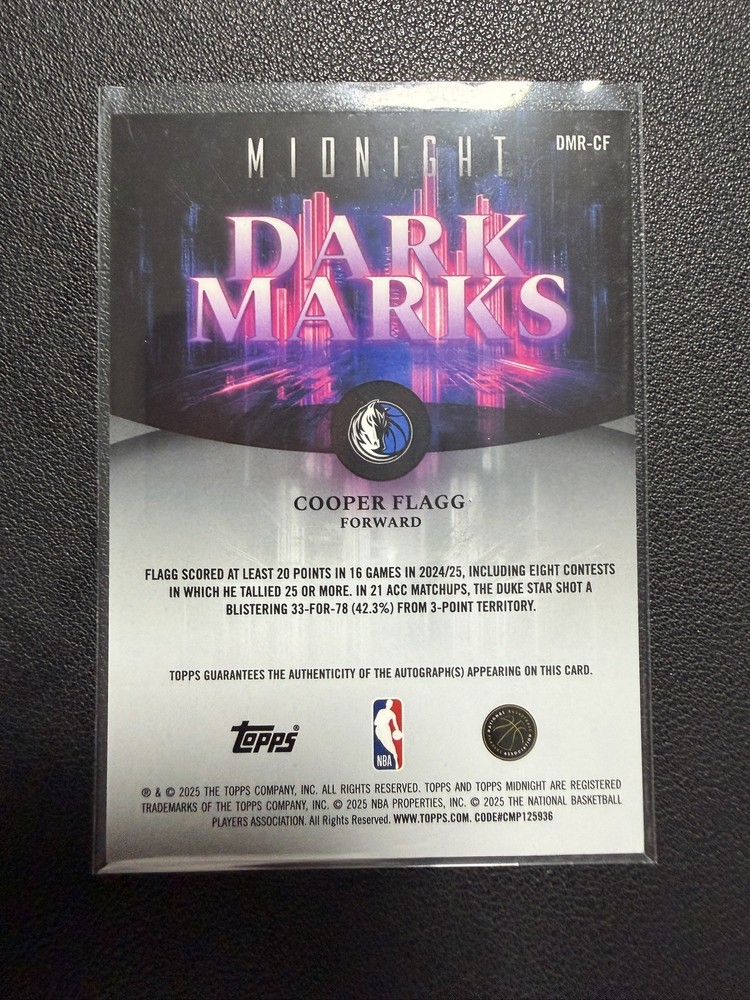 MIDNIGHT
DMR-CF
DARK
MARKS
COOPER FLAGG
FORWARD
FLAGG SCORED AT LEAST 20 POINTS IN 16 GAMES IN 2024/25, INCLUDING EIGHT CONTESTS
IN WHICH HE TALLIED 25 OR MORE. IN 21 ACC MATCHUPS, THE DUKE STAR SHOT A
BLISTERING 33-FOR-78 (42.3%) FROM 3-POINT TERRITORY.
TOPPS GUARANTEES THE AUTHENTICITY OF THE AUTOGRAPH(S) APPEARING ON THIS CARD.
Topps®
NBA
® & © 2025 THE TOPPS COMPANY, INC. ALL RIGHTS RESERVED. TOPPS AND TOPPS MIDNIGHT ARE REGISTERED
TRADEMARKS OF THE TOPPS COMPANY, INC. © 2025 NBA PROPERTIES, INC. © 2025 THE NATIONAL BASKETBALL
PLAYERS ASSOCIATION. All Rights Reserved. WWW.TOPPS.COM. CODE#CMP125936